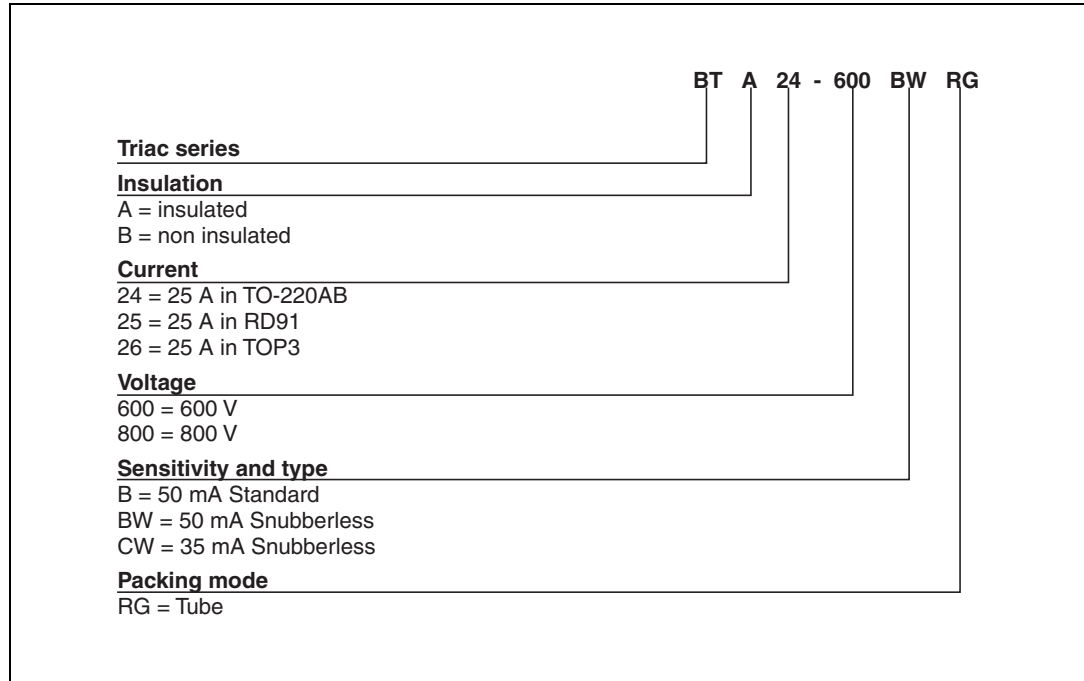 BT A 24 - 600 BW RG
Triac series
Insulation
A = insulated
B = non insulated
Current
24 = 25 A in TO-220AB
25 = 25 A in RD91
26 = 25 A in TOP3
Voltage
600 = 600 V
800 = 800 V
Sensitivity and type
B = 50 mA Standard
BW = 50 mA Snubberless
CW = 35 mA Snubberless
Packing mode
RG = Tube